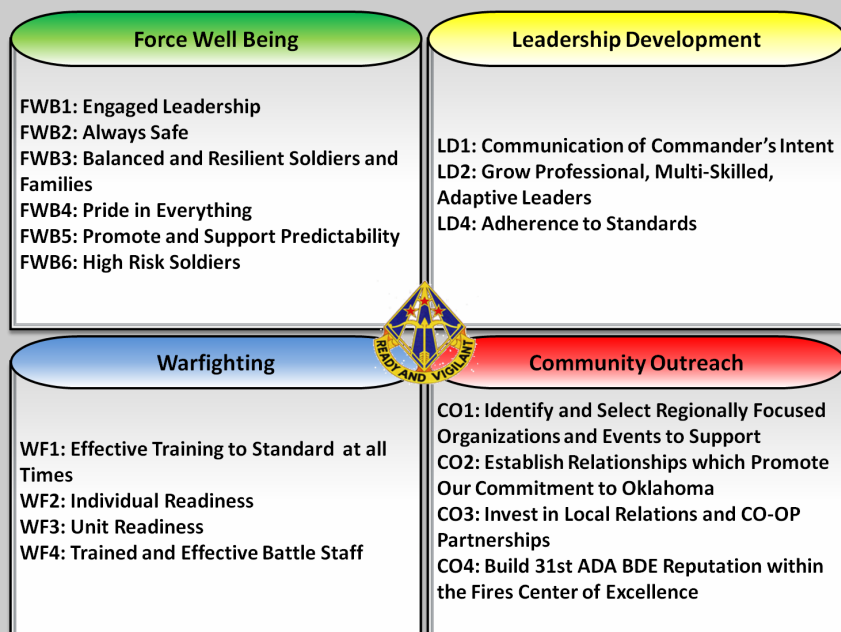 Force Well Being
FWB1: Engaged Leadership
FWB2: Always Safe
FWB3: Balanced and Resilient Soldiers and
Families
FWB4: Pride in Everything
FWB5: Promote and Support Predictability
FWB6: High Risk Soldiers
Leadership Development
LD1: Communication of Commander's Intent
LD2: Grow Professional, Multi-Skilled,
Adaptive Leaders
LD4: Adherence to Standards
READY AND VIGILANT
Warfighting
WF1: Effective Training to Standard at all
Times
WF2: Individual Readiness
WF3: Unit Readiness
WF4: Trained and Effective Battle Staff
Community Outreach
CO1: Identify and Select Regionally Focused
Organizations and Events to Support
CO2: Establish Relationships which Promote
Our Commitment to Oklahoma
CO3: Invest in Local Relations and CO-OP
Partnerships
CO4: Build 31st ADA BDE Reputation within
the Fires Center of Excellence